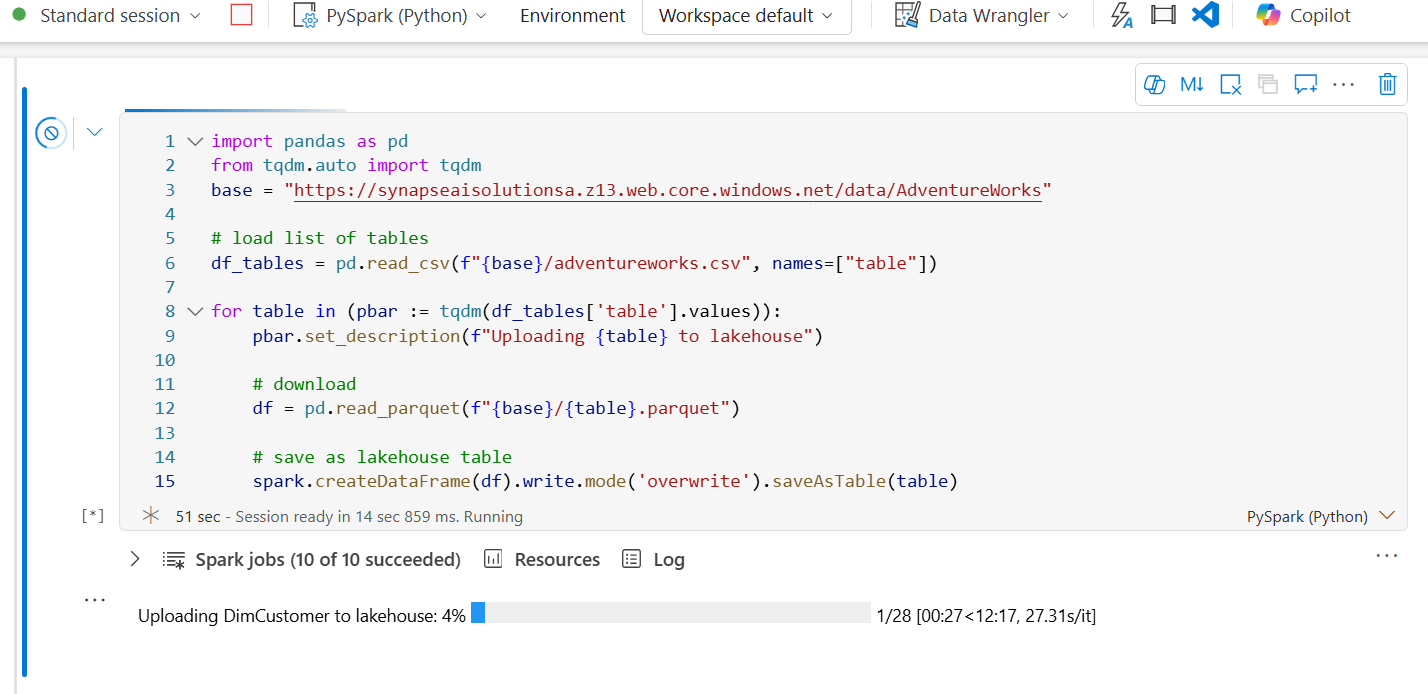 Standard session PySpark (Python) Environment Workspace default Data Wrangler Copilot
M↓ ...
1 import pandas as pd
2 from tqdm.auto import tqdm
3 base = "https://synapseaisolutionsa.z13.web.core.windows.net/data/AdventureWorks"
4
5 # load list of tables
6 df_tables = pd.read_csv(f"{base}/adventureworks.csv", names=["table"])
7
8 for table in (pbar := tqdm(df_tables['table'].values)):
9     pbar.set_description(f"Uploading {table} to lakehouse")
10
11     # download
12     df = pd.read_parquet(f"{base}/{table}.parquet")
13
14     # save as lakehouse table
15     spark.createDataFrame(df).write.mode('overwrite').saveAsTable(table)
[*] 51 sec - Session ready in 14 sec 859 ms. Running PySpark (Python)
Spark jobs (10 of 10 succeeded) Resources Log ...
...
Uploading DimCustomer to lakehouse: 4% 1/28 [00:27<12:17, 27.31s/it]